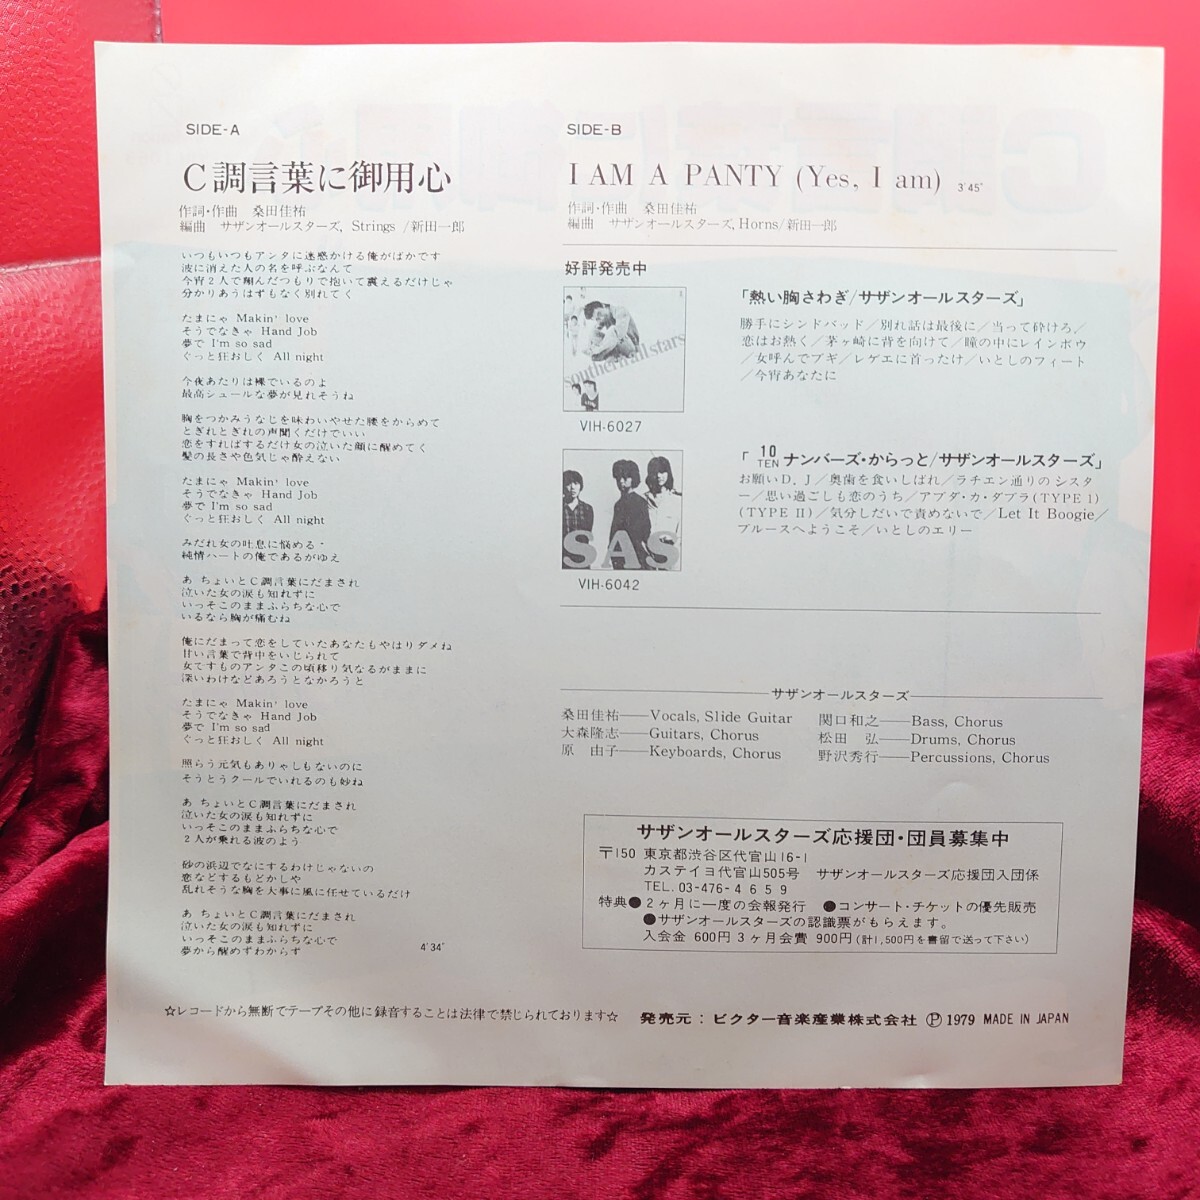 SIDE-A
C調言葉に御用心
作詞・作曲 桑田佳祐
編曲 サザンオールスターズ, Strings /新田一郎
いつもいつもアンタに迷惑かける俺がばかです
波に消えた人の名を呼ぶなんて
今宵2人で翔んだつもりで抱いて震えるだけじゃ
分かりあうはずもなく別れてく
たまにゃ Makin' love
そうでなきゃ Hand Job
夢で I'm so sad
ぐっと狂おしく All night
今夜あたりは裸でいるのよ
最高シュールな夢が見れそうね
胸をつかみうなじを味わいやせた腰をからめて
とぎれとぎれの声聞くだけでいい
恋をすればするだけ女の泣いた顔に醒めてく
髪の長さや色気じゃ酔えない
たまにゃ Makin' love
そうでなきゃ Hand Job
夢で I'm so sad
ぐっと狂おしく All night
みだれ女の吐息に悩める
純情ハートの俺であるがゆえ
あ ちょいとC調言葉にだまされ
泣いた女の涙も知れずに
いっそこのままふらちな心で
いるなら胸が痛むね
俺にだまって恋をしていたあなたもやはりダメね
甘い言葉で背中をいじられて
女ですものアンタこの頃移り気なるがままに
深いわけなどあろうとなかろうと
たまにゃ Makin' love
そうでなきゃ Hand Job
夢で I'm so sad
ぐっと狂おしく All night
照らう元気もありゃしもないのに
そうとうクールでいれるのも妙ね
あ ちょいとC調言葉にだまされ
泣いた女の涙も知れずに
いっそこのままふらちな心で
2人が乗れる波のよう
砂の浜辺でなにするわけじゃないの
恋などするもどかしや
乱れそうな胸を大事に風に任せているだけ
あ ちょいとC調言葉にだまされ
泣いた女の涙も知れずに
いっそこのままふらちな心で
夢から醒めずわからず
4'34"
SIDE-B
I AM A PANTY (Yes, I am) 3'45"
作詞・作曲 桑田佳祐
編曲 サザンオールスターズ, Horns/新田一郎
好評発売中
southern all stars
VIH-6027
「熱い胸さわぎ/サザンオールスターズ」
勝手にシンドバッド/別れ話は最後に/当って砕けろ/
恋はお熱く/茅ヶ崎に背を向けて/瞳の中にレインボウ
/女呼んでブギ/レゲエに首ったけ/いとしのフィート
/今宵あなたに
SAS
VIH-6042
「10 TEN ナンバーズ・からっと/サザンオールスターズ」
お願いD.J/奥歯を食いしばれ/ラチエン通りのシスタ
ー/思い過ごしも恋のうち/アブダ・カ・ダブラ(TYPE I)
(TYPE II)/気分しだいで責めないで/Let It Boogie/
ブルースへようこそ/いとしのエリー
サザンオールスターズ
桑田佳祐——Vocals, Slide Guitar 関口和之——Bass, Chorus
大森隆志——Guitars, Chorus 松田 弘——Drums, Chorus
原 由子——Keyboards, Chorus 野沢秀行——Percussions, Chorus
サザンオールスターズ応援団・団員募集中
〒150 東京都渋谷区代官山16-1
カステイヨ代官山505号 サザンオールスターズ応援団入団係
TEL. 03-476-4659
特典●2ヶ月に一度の会報発行 ●コンサート・チケットの優先販売
●サザンオールスターズの認識票がもらえます。
入会金 600円 3ヶ月会費 900円(計1,500円を書留で送って下さい)
☆レコードから無断でテープその他に録音することは法律で禁じられております☆
発売元：ビクター音楽産業株式会社 Ⓟ1979 MADE IN JAPAN